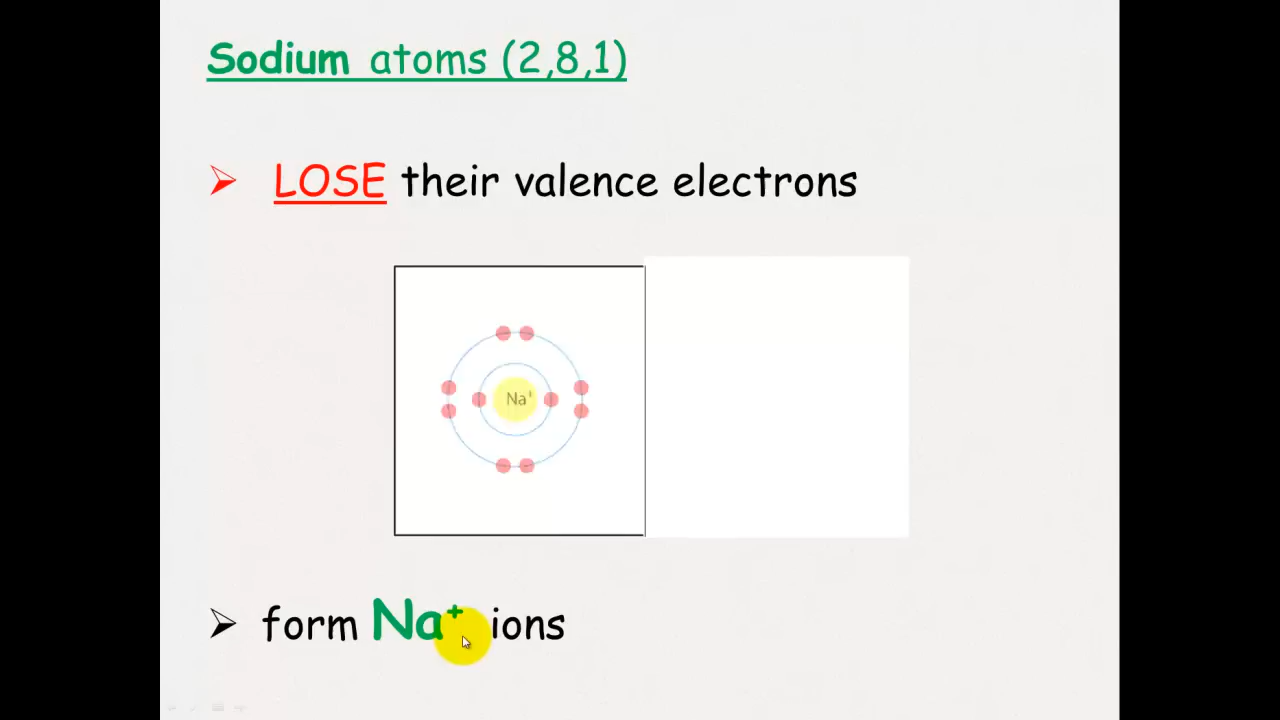 Sodium atoms (2,8,1)
LOSE their valence electrons
Na⁺
form Na⁺ ions